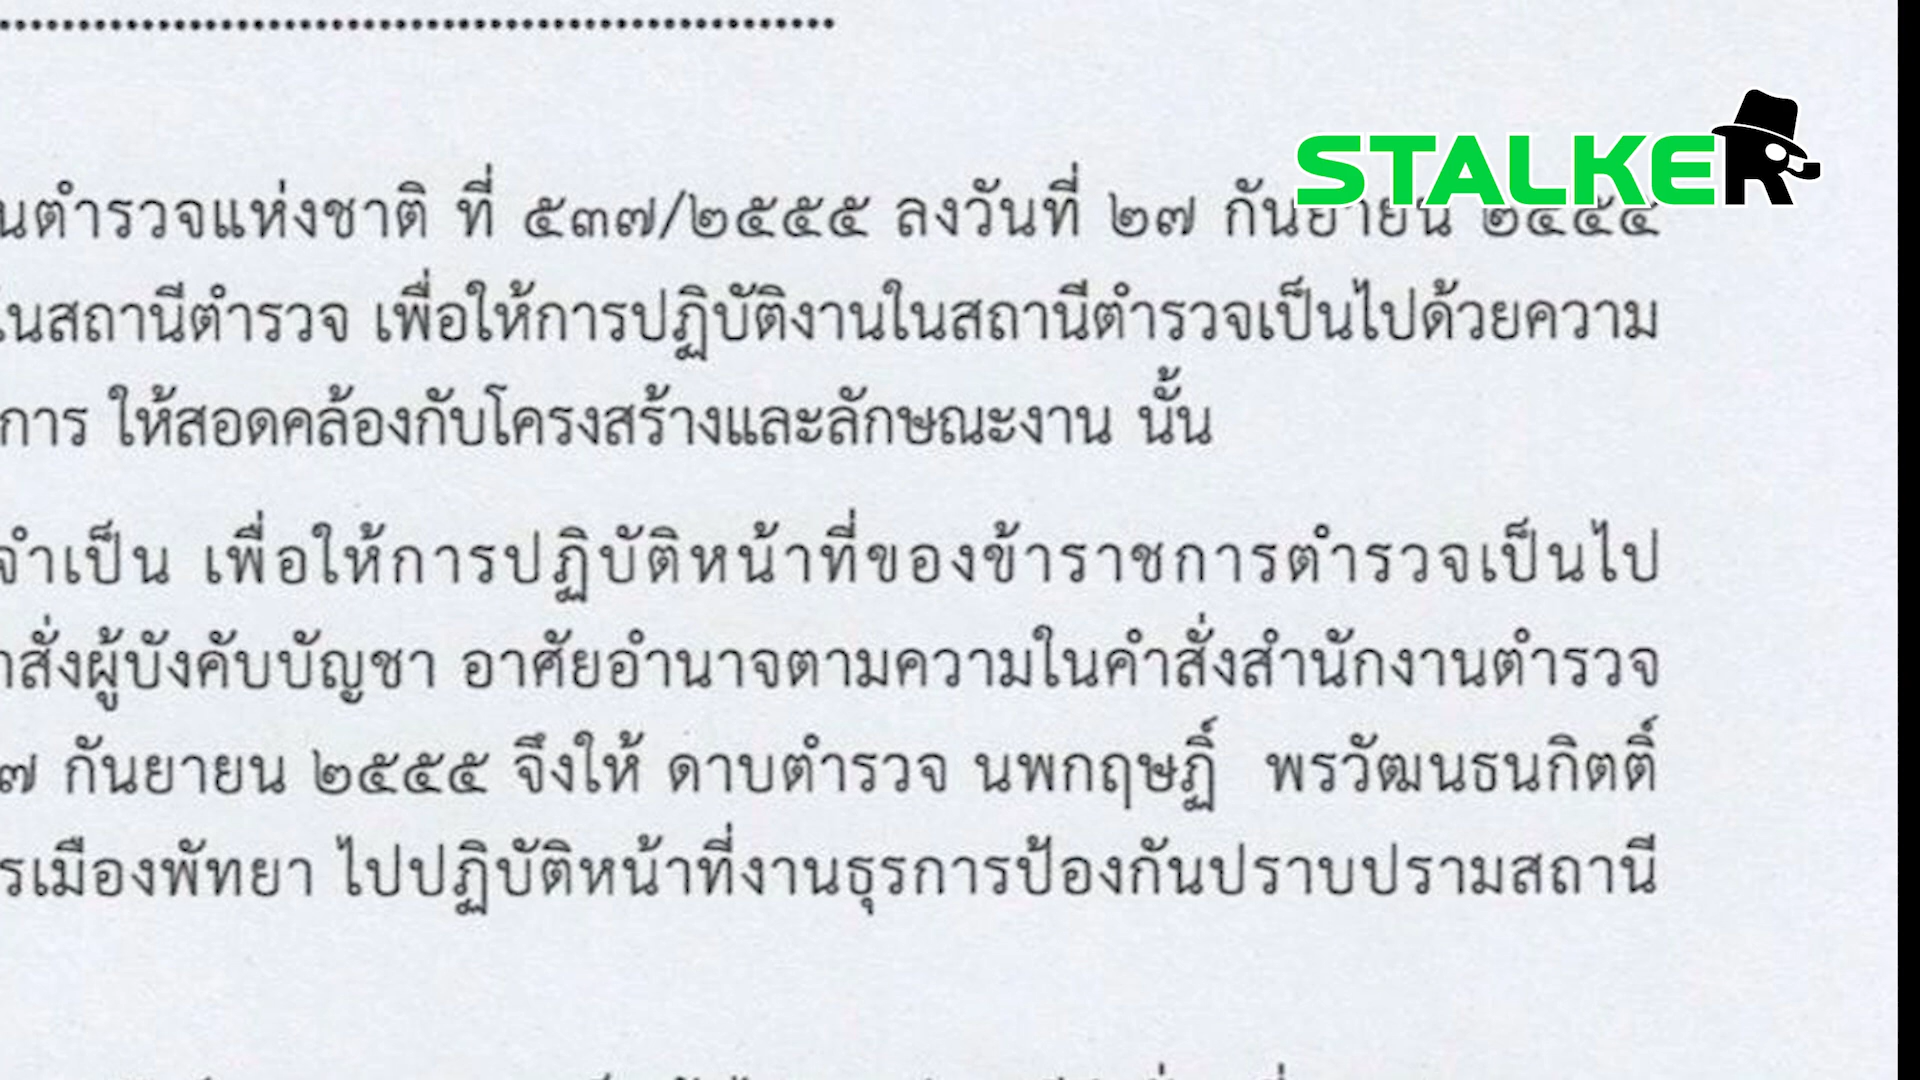 STALKER
นตำรวจแห่งชาติ ที่ ๕๓๗/๒๕๕๕ ลงวันที่ ๒๗ กันยายน ๒๕๕๕
ในสถานีตำรวจ เพื่อให้การปฏิบัติงานในสถานีตำรวจเป็นไปด้วยความ
การ ให้สอดคล้องกับโครงสร้างและลักษณะงาน นั้น
จำเป็น เพื่อให้การปฏิบัติหน้าที่ของข้าราชการตำรวจเป็นไป
าสั่งผู้บังคับบัญชา อาศัยอำนาจตามความในคำสั่งสำนักงานตำรวจ
๗ กันยายน ๒๕๕๕ จึงให้ ดาบตำรวจ นพกฤษฏิ์ พรวัฒนธนกิตติ์
รเมืองพัทยา ไปปฏิบัติหน้าที่งานธุรการป้องกันปราบปรามสถานี